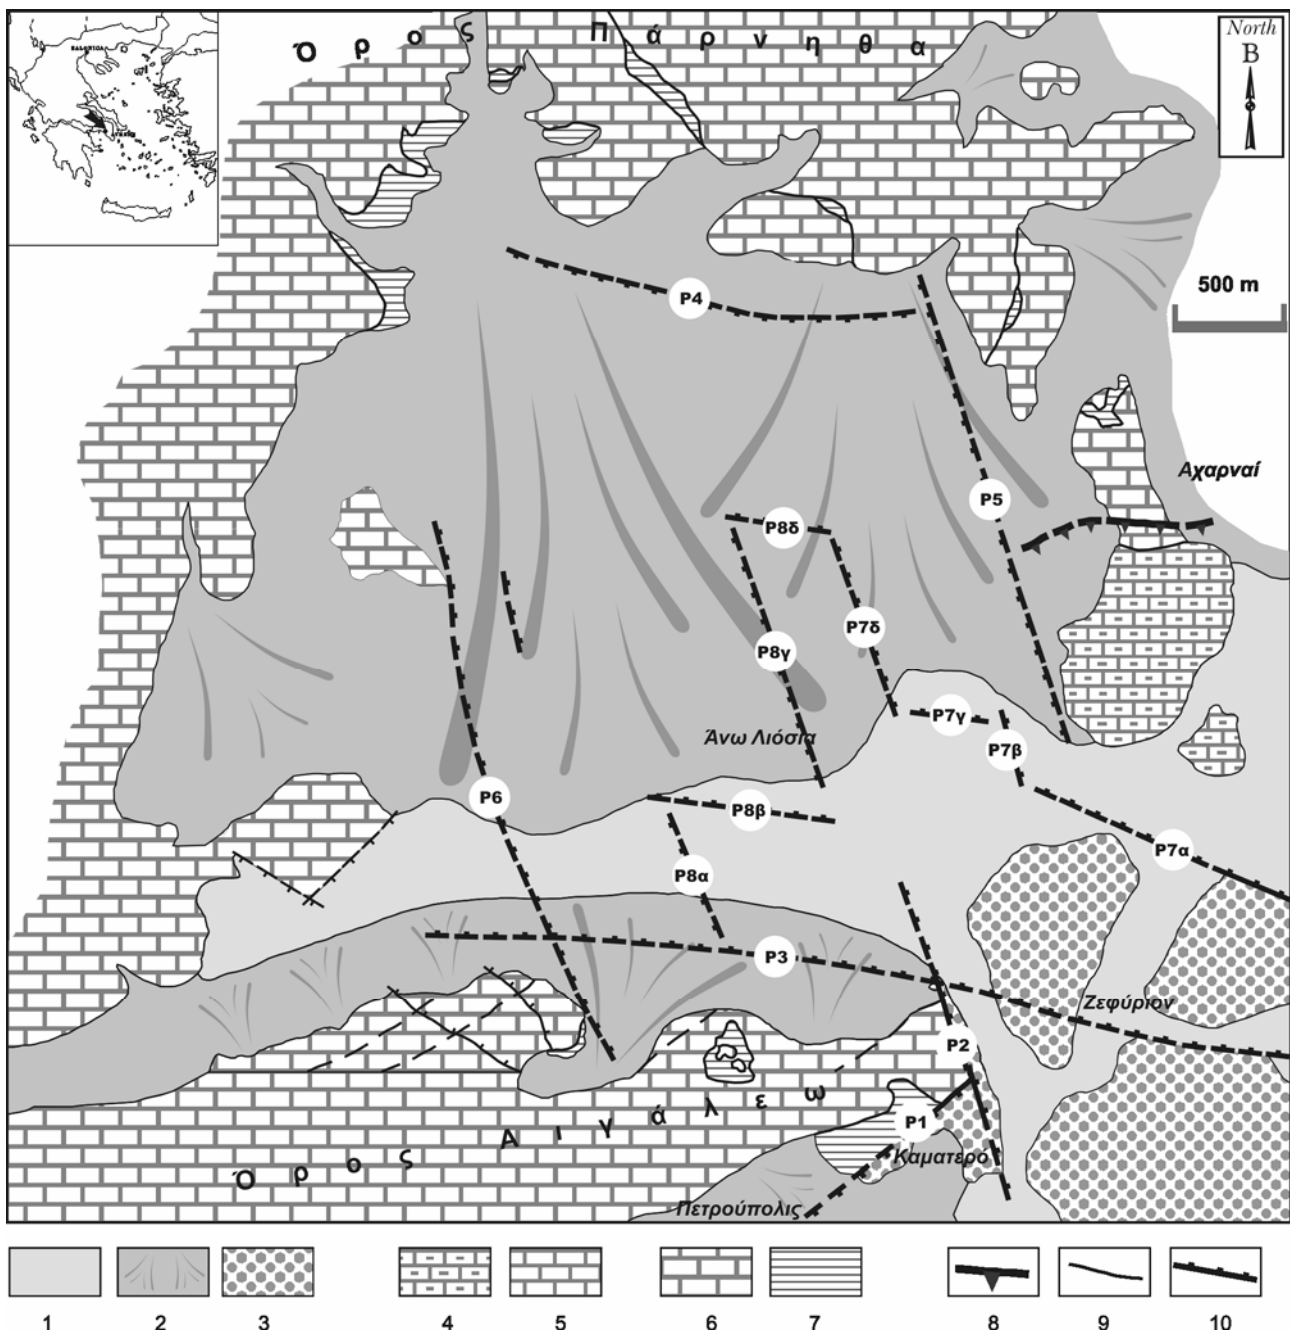 Όρος Πάρνηθα
North
B
SALONICA
500 m
P4
Αχαρναί
P5
P8δ
P7δ
P8γ
P7γ
Άνω Λιόσια
P7β
P6
P8β
P7α
P8α
P3
Ζεφύριον
P2
Όρος Αιγάλεω
P1
Καματερό
Πετρούπολις
1 2 3 4 5 6 7 8 9 10